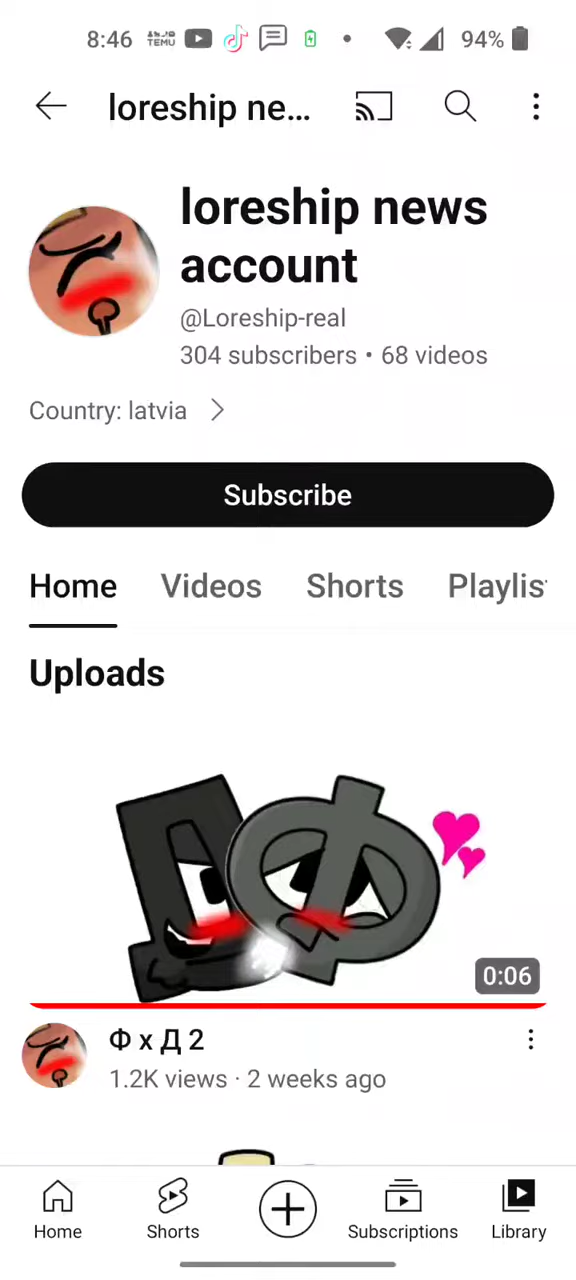 8:46
TEMU
94%
loreship ne...
loreship news
account
@Loreship-real
304 subscribers • 68 videos
Country: latvia
Subscribe
Home Videos Shorts Playlis
Uploads
Д Ф
0:06
Ф x Д 2
1.2K views · 2 weeks ago
Home Shorts Subscriptions Library